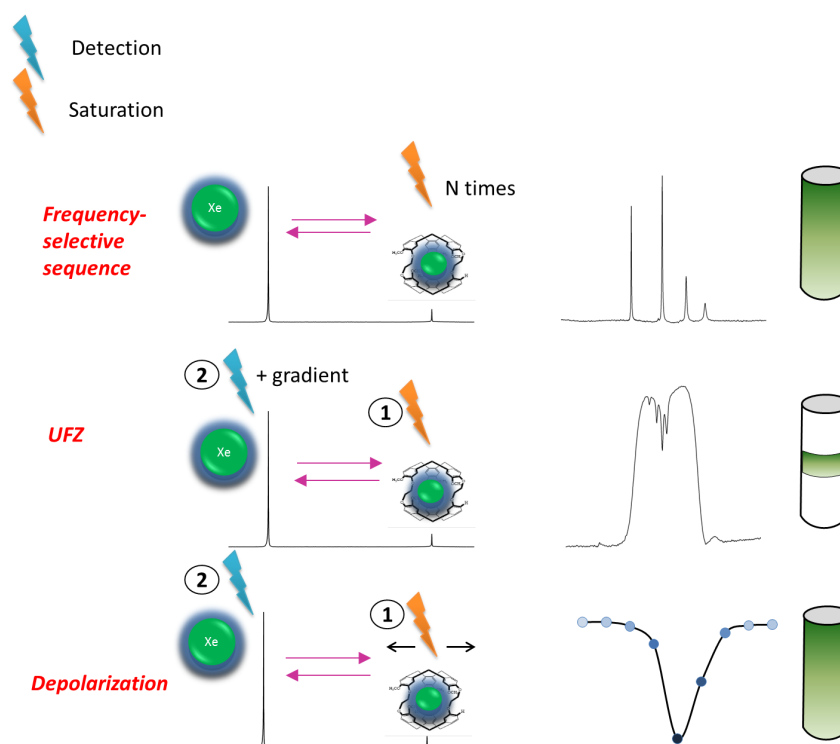 Detection
Saturation
Xe
N times
Frequency-
selective
sequence
2
+ gradient
1
UFZ
Xe
2
1
Xe
Depolarization